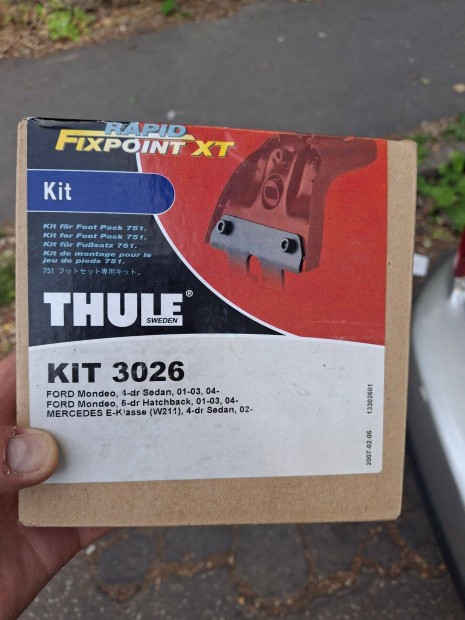 RAPID
FIXPOINT XT
Kit
Kit för Foot Pack 751.
Kit for Foot Pack 751.
Kit für Fußsatz 751.
Kit de montage pour le
jeu de pieds 751.
751 フットセット専用キット。
THULE®
SWEDEN
KIT 3026
FORD Mondeo, 4-dr Sedan, 01-03, 04-
FORD Mondeo, 5-dr Hatchback, 01-03, 04-
MERCEDES E-Klasse (W211), 4-dr Sedan, 02-
2007-02-06 13302601